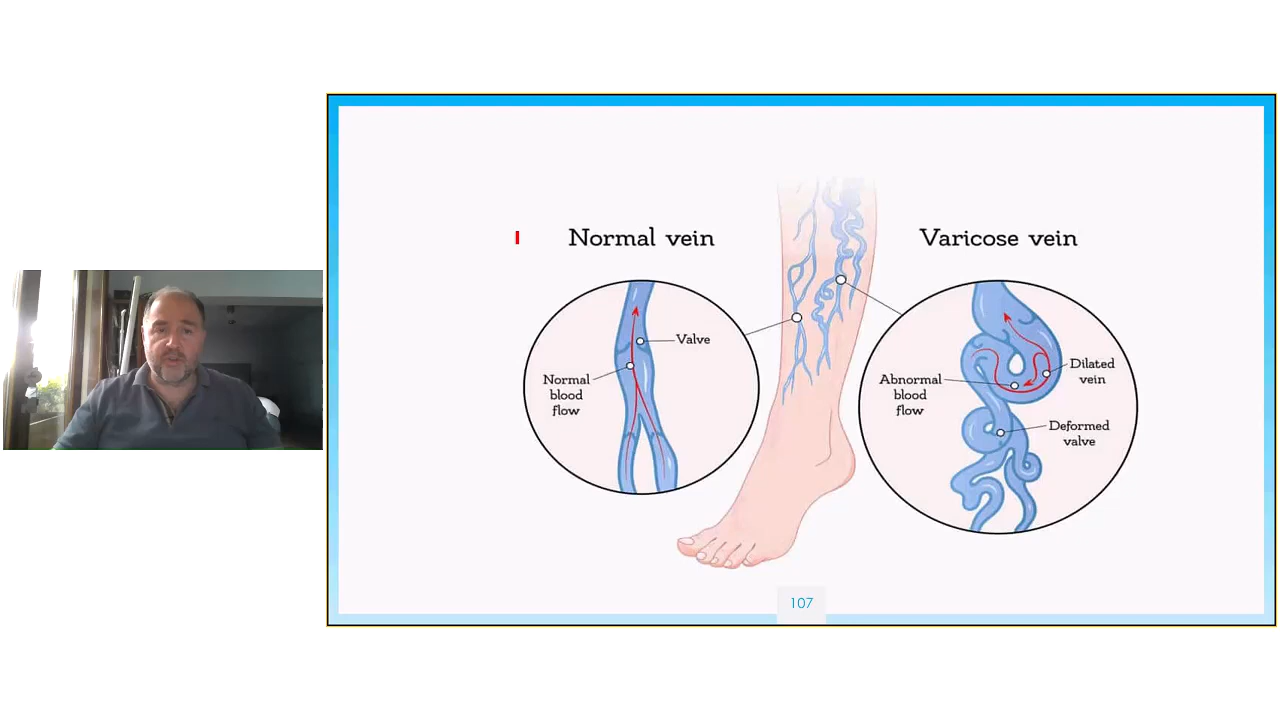 Normal vein
Varicose vein
Valve
Normal
blood
flow
Abnormal
blood
flow
Dilated
vein
Deformed
valve
107